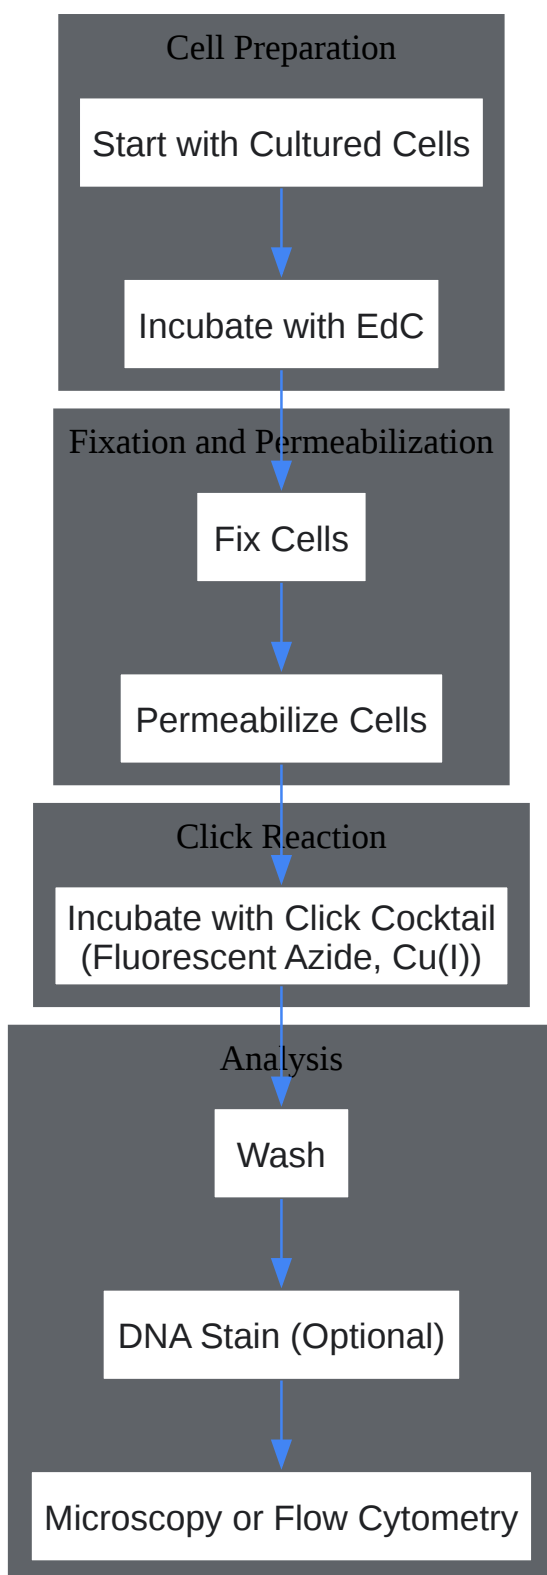 Cell Preparation
Start with Cultured Cells
Incubate with EdC
Fixation and Permeabilization
Fix Cells
Permeabilize Cells
Click Reaction
Incubate with Click Cocktail
(Fluorescent Azide, Cu(I))
Analysis
Wash
DNA Stain (Optional)
Microscopy or Flow Cytometry